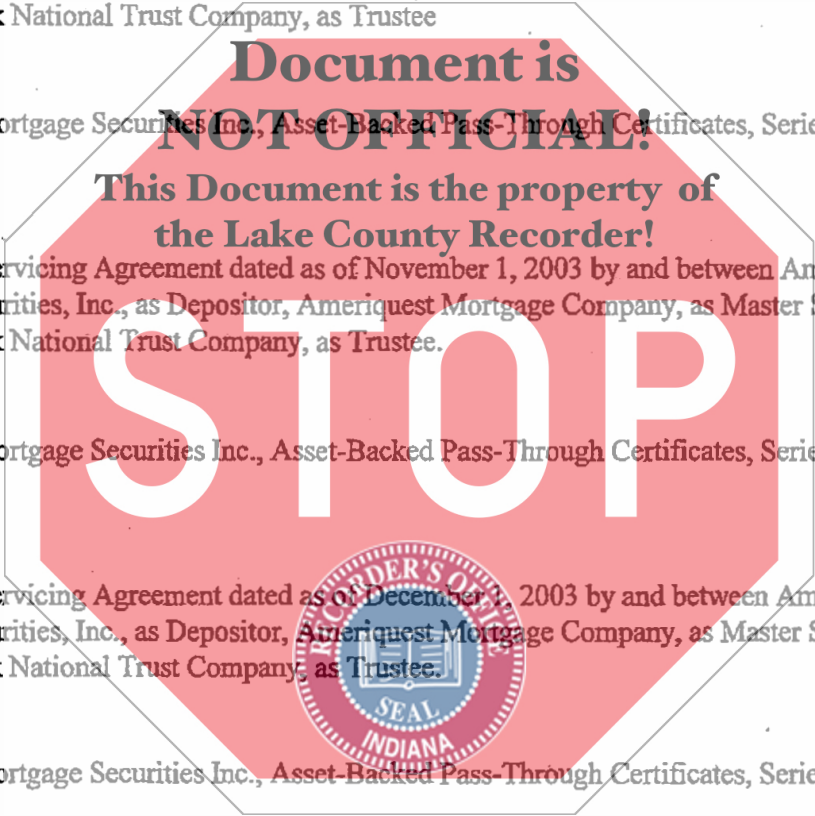 National Trust Company, as Trustee
Document is
NOT OFFICIAL!
ortgage Securities Inc., Asset-Backed Pass-Through Certificates, Serie
This Document is the property of
the Lake County Recorder!
rvicing Agreement dated as of November 1, 2003 by and between Am
rities, Inc., as Depositor, Ameriquest Mortgage Company, as Master S
National Trust Company, as Trustee.
STOP
ortgage Securities Inc., Asset-Backed Pass-Through Certificates, Serie
rvicing Agreement dated as of December 1, 2003 by and between Am
rities, Inc., as Depositor, Ameriquest Mortgage Company, as Master S
National Trust Company, as Trustee.
RECORDER'S OFFICE
SEAL
INDIANA
ortgage Securities Inc., Asset-Backed Pass-Through Certificates, Serie